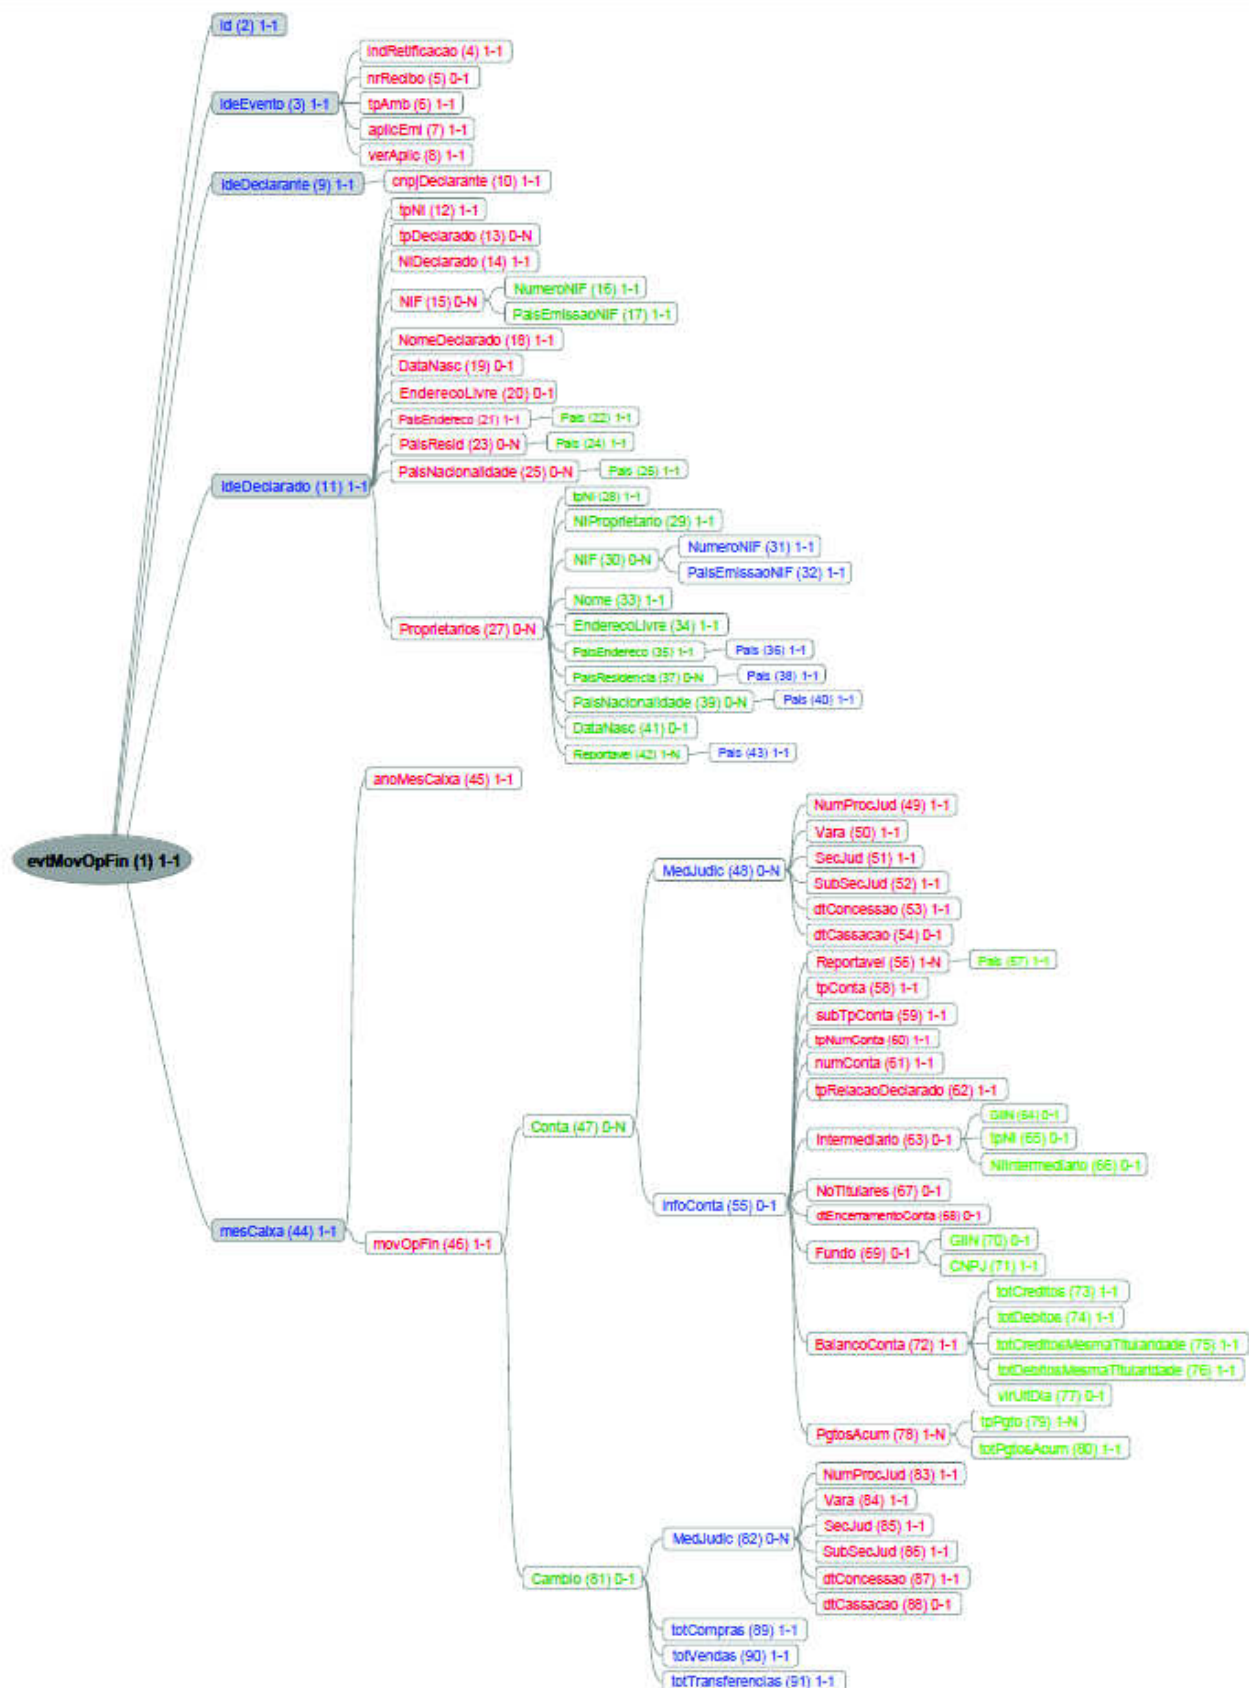 id (2) 1-1
indRetificacao (4) 1-1
nrRecibo (5) 0-1
ideEvento (3) 1-1
tpAmb (6) 1-1
aplicEmi (7) 1-1
verAplic (8) 1-1
ideDeclarante (9) 1-1
cnpjDeclarante (10) 1-1
tpNI (12) 1-1
tpDeclarado (13) 0-N
NIDeclarado (14) 1-1
NIF (15) 0-N
NumeroNIF (16) 1-1
PaisEmissaoNIF (17) 1-1
NomeDeclarado (18) 1-1
DataNasc (19) 0-1
EnderecoLivre (20) 0-1
PaisEndereco (21) 1-1
Pais (22) 1-1
PaisResid (23) 0-N
Pais (24) 1-1
PaisNacionalidade (25) 0-N
Pais (26) 1-1
ideDeclarado (11) 1-1
tpNI (28) 1-1
NIProprietario (29) 1-1
NIF (30) 0-N
NumeroNIF (31) 1-1
PaisEmissaoNIF (32) 1-1
Nome (33) 1-1
Proprietarios (27) 0-N
EnderecoLivre (34) 1-1
PaisEndereco (35) 1-1
Pais (36) 1-1
PaisResidencia (37) 0-N
Pais (38) 1-1
PaisNacionalidade (39) 0-N
Pais (40) 1-1
DataNasc (41) 0-1
Reportavel (42) 1-N
Pais (43) 1-1
anoMesCaixa (45) 1-1
evtMovOpFin (1) 1-1
NumProcJud (49) 1-1
Vara (50) 1-1
SecJud (51) 1-1
MedJudic (48) 0-N
SubSecJud (52) 1-1
dtConcessao (53) 1-1
dtCassacao (54) 0-1
Reportavel (56) 1-N
Pais (57) 1-1
tpConta (58) 1-1
subTpConta (59) 1-1
tpNumConta (60) 1-1
numConta (61) 1-1
tpRelacaoDeclarado (62) 1-1
Conta (47) 0-N
Intermediario (63) 0-1
GIIN (64) 0-1
tpNI (65) 0-1
NIIntermediario (66) 0-1
infoConta (55) 0-1
NoTitulares (67) 0-1
dtEncerramentoConta (68) 0-1
mesCaixa (44) 1-1
movOpFin (46) 1-1
Fundo (69) 0-1
GIIN (70) 0-1
CNPJ (71) 1-1
BalancoConta (72) 1-1
totCreditos (73) 1-1
totDebitos (74) 1-1
totCreditosMesmaTitularidade (75) 1-1
totDebitosMesmaTitularidade (76) 1-1
vlrUltDia (77) 0-1
PgtosAcum (78) 1-N
tpPgto (79) 1-N
totPgtosAcum (80) 1-1
NumProcJud (83) 1-1
Vara (84) 1-1
SecJud (85) 1-1
MedJudic (82) 0-N
SubSecJud (86) 1-1
dtConcessao (87) 1-1
dtCassacao (88) 0-1
Cambio (81) 0-1
totCompras (89) 1-1
totVendas (90) 1-1
totTransferencias (91) 1-1